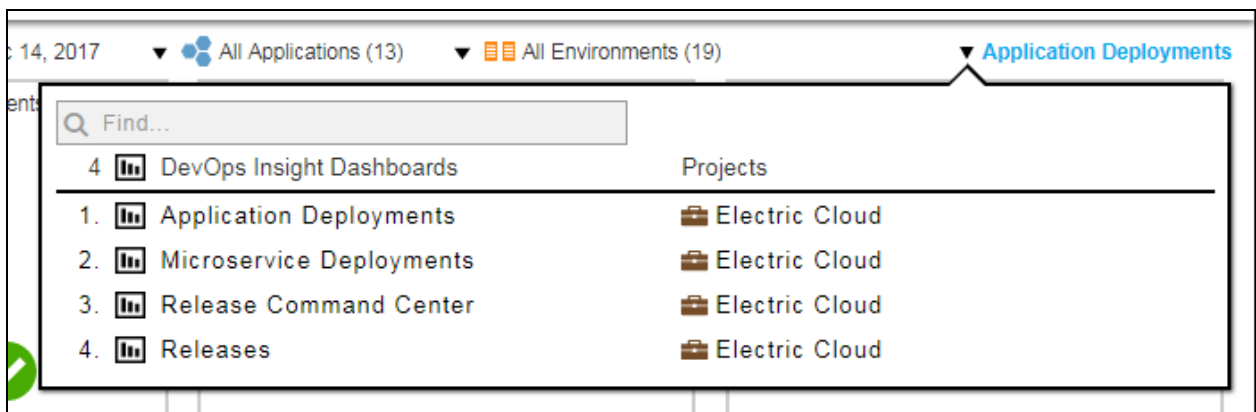 14, 2017 All Applications (13) All Environments (19) Application Deployments
Find...
4 DevOps Insight Dashboards Projects
1. Application Deployments Electric Cloud
2. Microservice Deployments Electric Cloud
3. Release Command Center Electric Cloud
4. Releases Electric Cloud